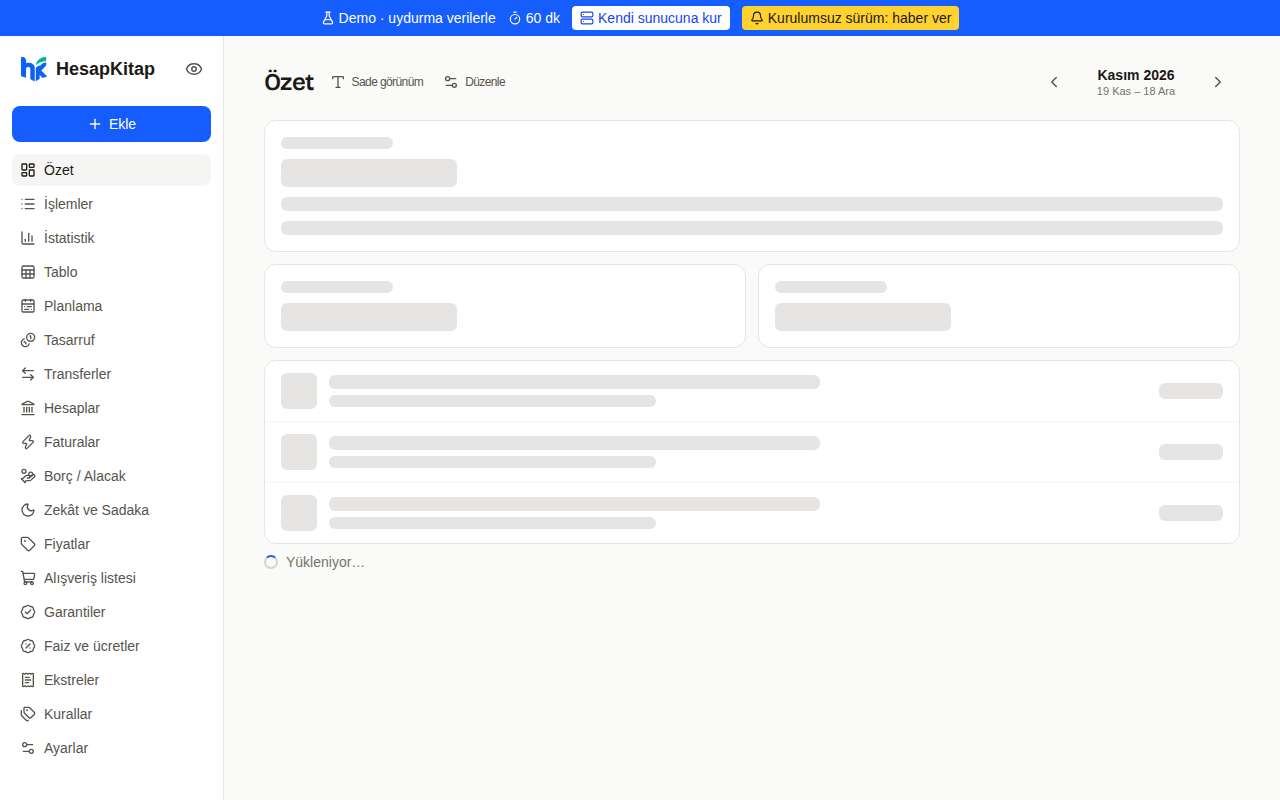 Demo · uydurma verilerle
60 dk
Kendi sunucuna kur
Kurulumsuz sürüm: haber ver
HesapKitap
Ekle
Özet
İşlemler
İstatistik
Tablo
Planlama
Tasarruf
Transferler
Hesaplar
Faturalar
Borç / Alacak
Zekât ve Sadaka
Fiyatlar
Alışveriş listesi
Garantiler
Faiz ve ücretler
Ekstreler
Kurallar
Ayarlar
Özet
Sade görünüm
Düzenle
Kasım 2026
19 Kas – 18 Ara
Yükleniyor…